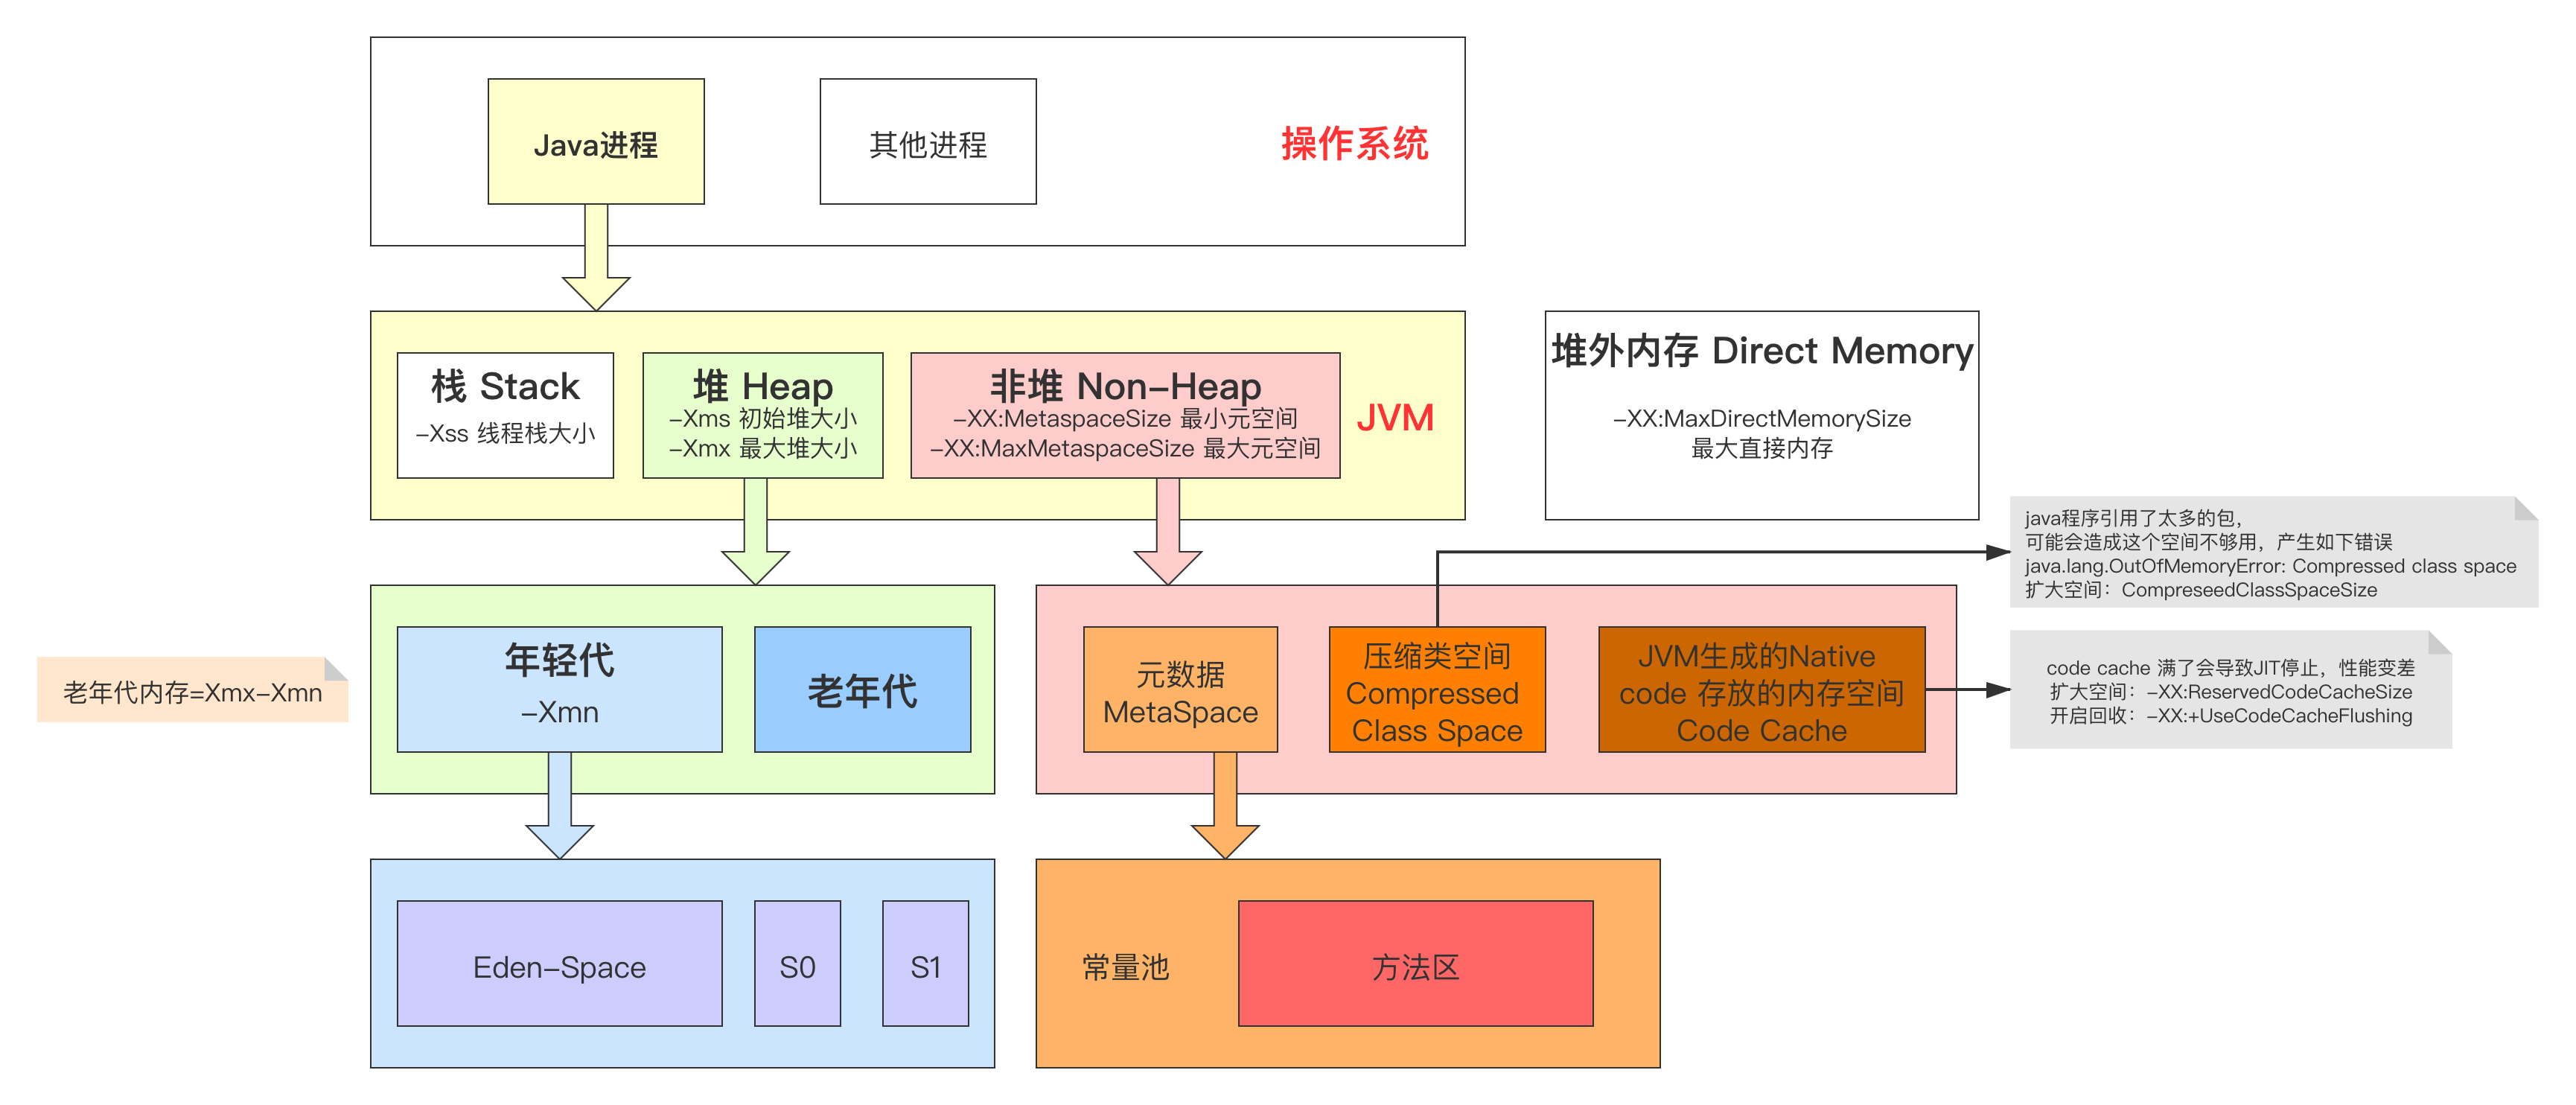 Java进程
其他进程
操作系统
栈 Stack
-Xss 线程栈大小
堆 Heap
-Xms 初始堆大小
-Xmx 最大堆大小
非堆 Non-Heap
-XX:MetaspaceSize 最小元空间
-XX:MaxMetaspaceSize 最大元空间
JVM
堆外内存 Direct Memory
-XX:MaxDirectMemorySize
最大直接内存
java程序引用了太多的包，
可能会造成这个空间不够用，产生如下错误
java.lang.OutOfMemoryError: Compressed class space
扩大空间：CompreseedClassSpaceSize
老年代内存=Xmx-Xmn
年轻代
-Xmn
老年代
元数据
MetaSpace
压缩类空间
Compressed
Class Space
JVM生成的Native
code 存放的内存空间
Code Cache
code cache 满了会导致JIT停止，性能变差
扩大空间：-XX:ReservedCodeCacheSize
开启回收：-XX:+UseCodeCacheFlushing
Eden-Space
S0
S1
常量池
方法区